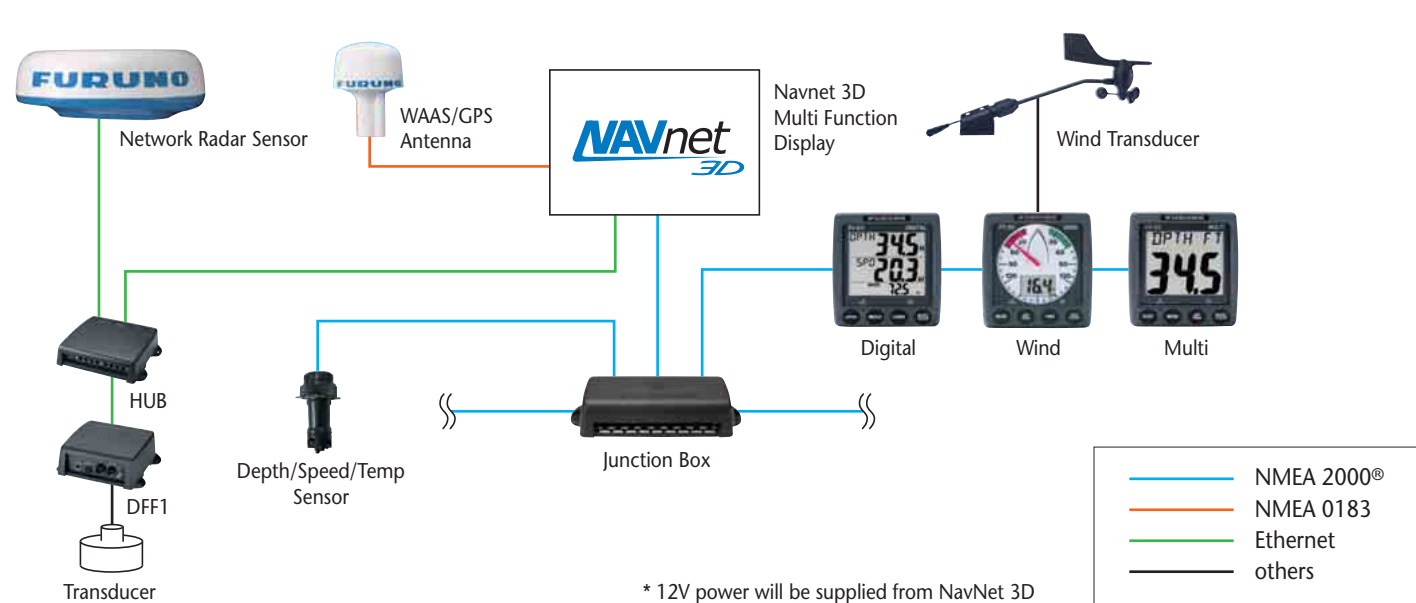 FURUNO
Network Radar Sensor
FURUNO
WAAS/GPS
Antenna
NAVnet
3D
Navnet 3D
Multi Function
Display
Wind Transducer
DPTH
34.5
SPD
20.3
72.5
Digital
16.4
Wind
DPTH FT
34.5
Multi
HUB
DFF1
Transducer
Depth/Speed/Temp
Sensor
Junction Box
NMEA 2000®
NMEA 0183
Ethernet
others
* 12V power will be supplied from NavNet 3D